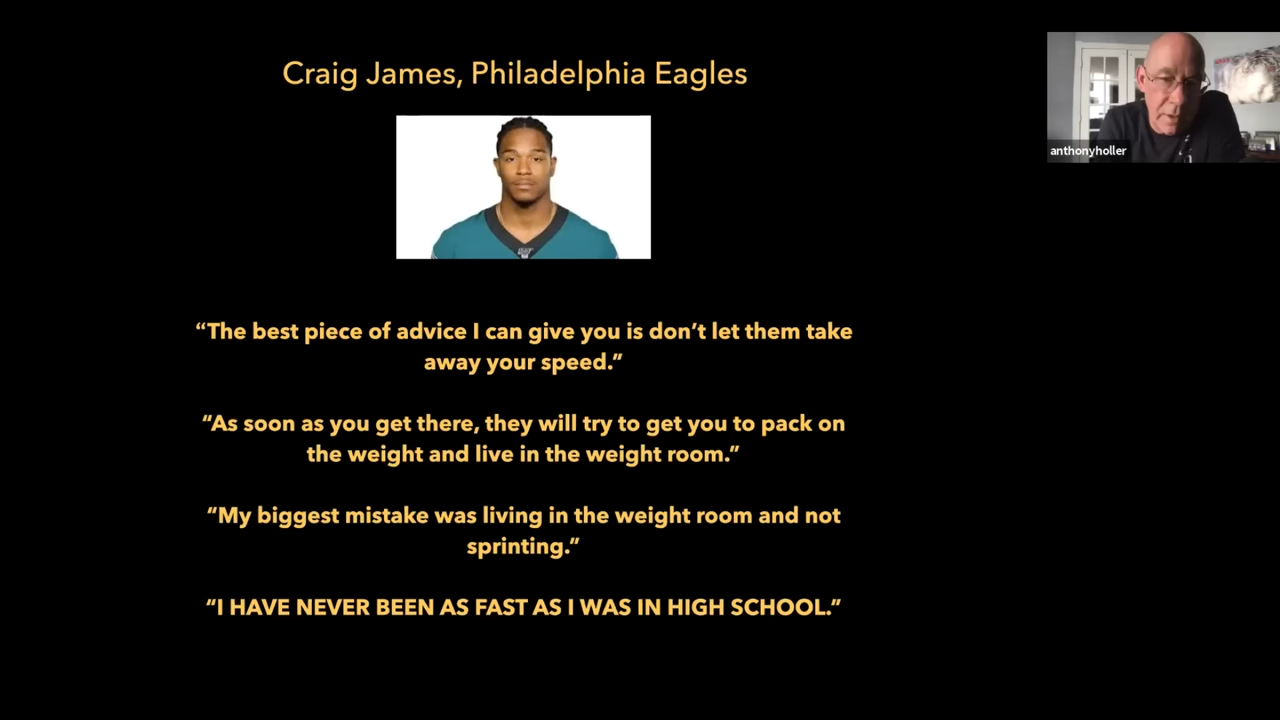 Craig James, Philadelphia Eagles
anthonyholler
“The best piece of advice I can give you is don’t let them take
away your speed.”
“As soon as you get there, they will try to get you to pack on
the weight and live in the weight room.”
“My biggest mistake was living in the weight room and not
sprinting.”
“I HAVE NEVER BEEN AS FAST AS I WAS IN HIGH SCHOOL.”